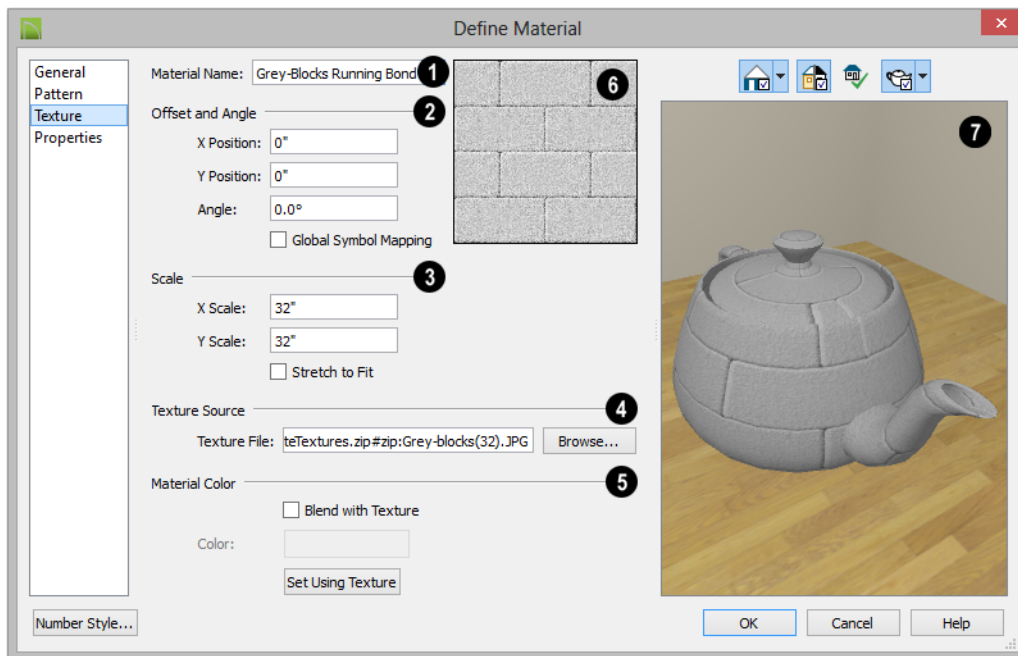 Define Material
General
Pattern
Texture
Properties
Material Name: Grey-Blocks Running Bond 1
Offset and Angle 2
X Position: 0"
Y Position: 0"
Angle: 0.0°
Global Symbol Mapping
Scale 3
X Scale: 32"
Y Scale: 32"
Stretch to Fit
Texture Source 4
Texture File: teTextures.zip#zip:Grey-blocks(32).JPG Browse...
Material Color 5
Blend with Texture
Color:
Set Using Texture
6
7
Number Style...
OK Cancel Help